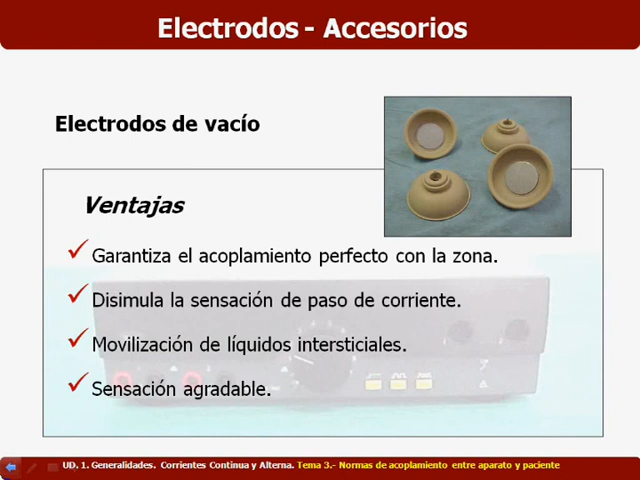 Electrodos - Accesorios
Electrodos de vacío
Ventajas
Garantiza el acoplamiento perfecto con la zona.
Disimula la sensación de paso de corriente.
Movilización de líquidos intersticiales.
Sensación agradable.
UD. 1. Generalidades. Corrientes Continua y Alterna. Tema 3.- Normas de acoplamiento entre aparato y paciente